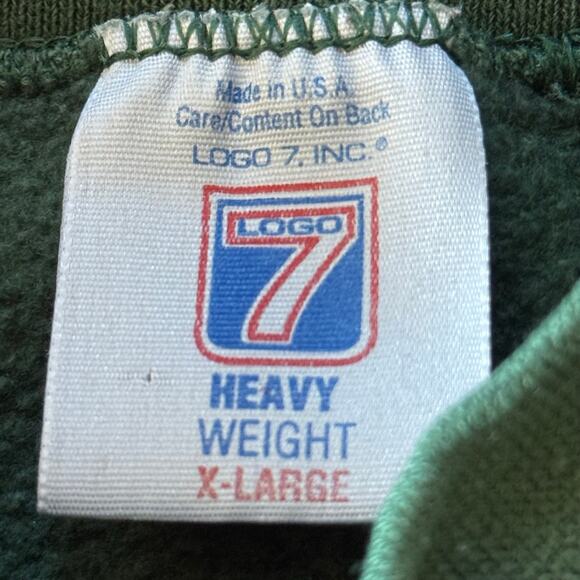 Made in U.S.A.
Care/Content On Back
LOGO 7, INC.®
LOGO
7
HEAVY
WEIGHT
X-LARGE